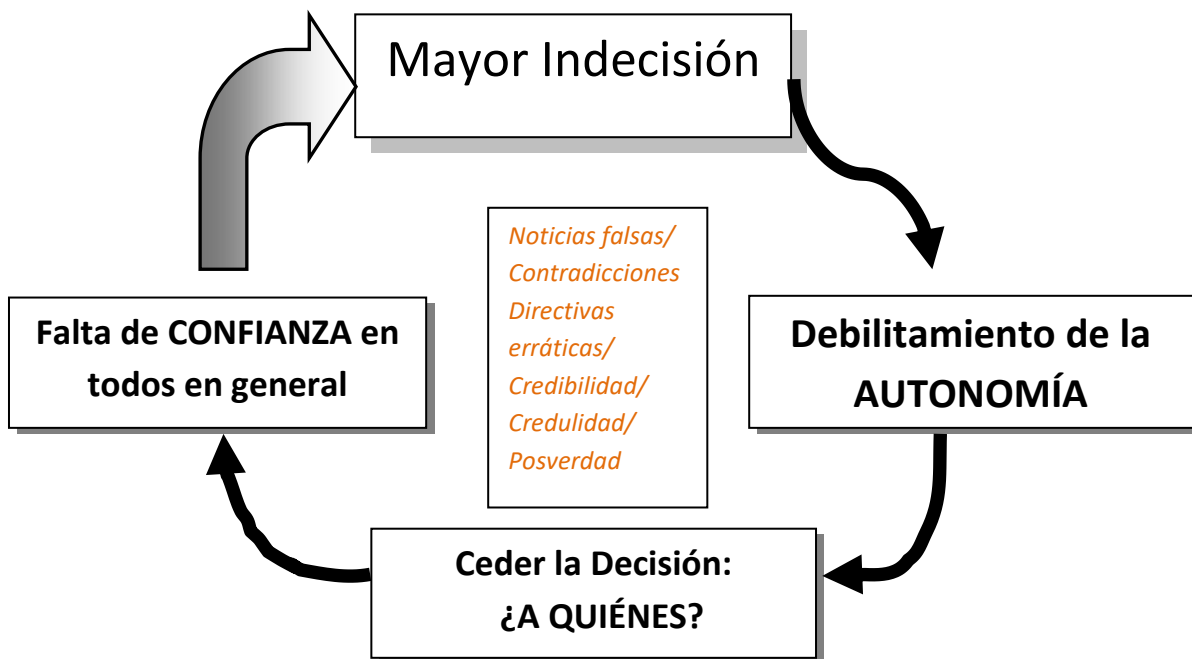 Mayor Indecisión
Noticias falsas/
Contradicciones
Directivas
erráticas/
Credibilidad/
Credulidad/
Posverdad
Falta de CONFIANZA en
todos en general
Debilitamiento de la
AUTONOMÍA
Ceder la Decisión:
¿A QUIÉNES?